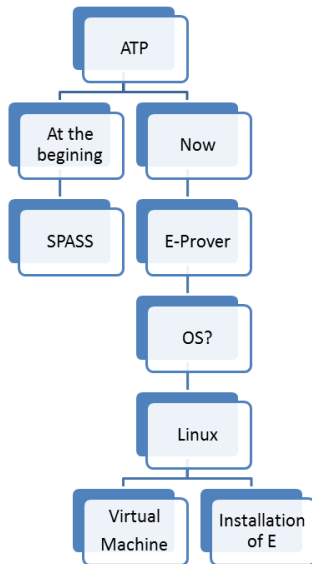 ATP
At the
begining
Now
SPASS
E-Prover
OS?
Linux
Virtual
Machine
Installation
of E